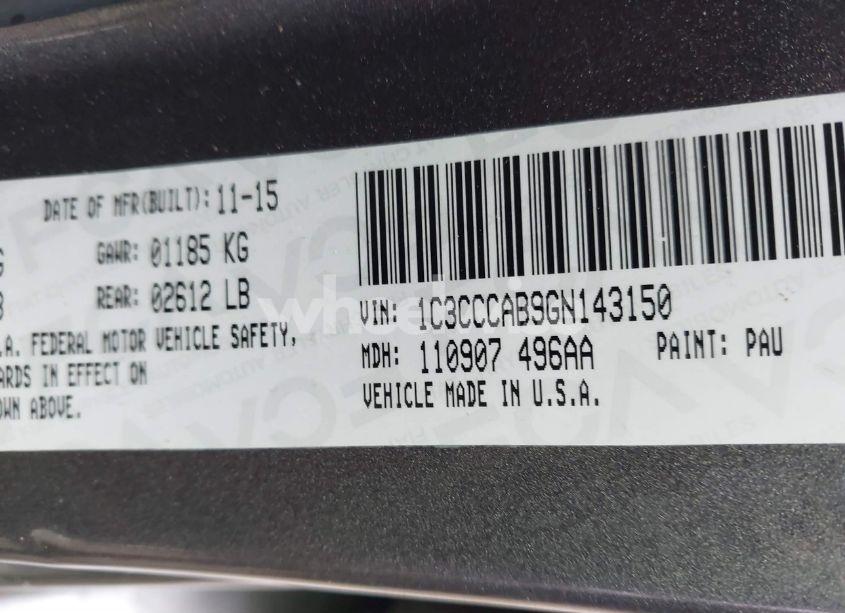 DATE OF MFR(BUILT): 11-15
GAWR: 01185 KG
REAR: 02612 LB
.A. FEDERAL MOTOR VEHICLE SAFETY,
ARDS IN EFFECT ON
OWN ABOVE.
VIN: 1C3CCCAB9GN143150
MDH: 110907 496AA PAINT: PAU
VEHICLE MADE IN U.S.A.